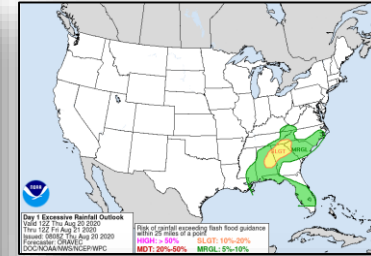 SLGT
MRGL
NOAA
Day 1 Excessive Rainfall Outlook
Valid 12Z Thu Aug 20 2020
Thru 12Z Fri Aug 21 2020
Issued: 0808Z Thu Aug 20 2020
Forecaster: ORAVEC
DOC/NOAA/NWS/NCEP/WPC
Risk of rainfall exceeding flash flood guidance
within 25 miles of a point
HIGH: > 50% SLGT: 10%-20%
MDT: 20%-50% MRGL: 5%-10%